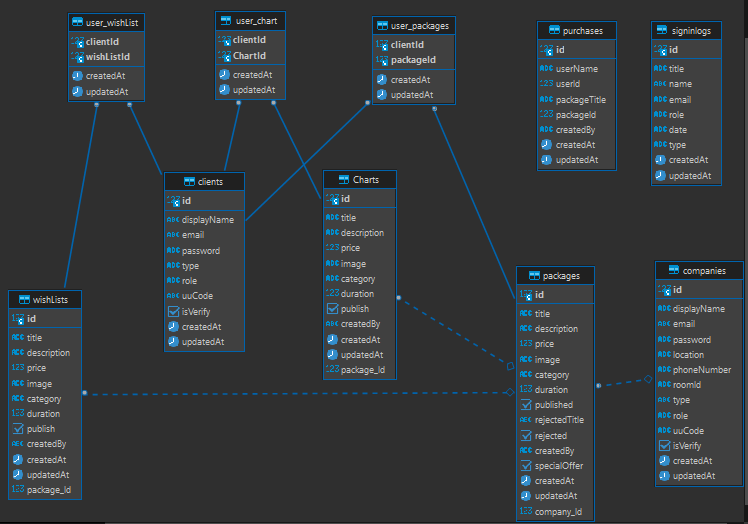 user_wishList
clientId
wishListId
createdAt
updatedAt
user_chart
clientId
ChartId
createdAt
updatedAt
user_packages
clientId
packageId
createdAt
updatedAt
purchases
id
userName
userId
packageTitle
packageId
createdBy
createdAt
updatedAt
signinlogs
id
title
name
email
role
date
type
createdAt
updatedAt
clients
id
displayName
email
password
type
role
uuCode
isVerify
createdAt
updatedAt
Charts
id
title
description
price
image
category
duration
publish
createdBy
createdAt
updatedAt
package_Id
wishLists
id
title
description
price
image
category
duration
publish
createdBy
createdAt
updatedAt
package_Id
packages
id
title
description
price
image
category
duration
published
rejectedTitle
rejected
createdBy
specialOffer
createdAt
updatedAt
company_Id
companies
id
displayName
email
password
location
phoneNumber
roomId
type
role
uuCode
isVerify
createdAt
updatedAt